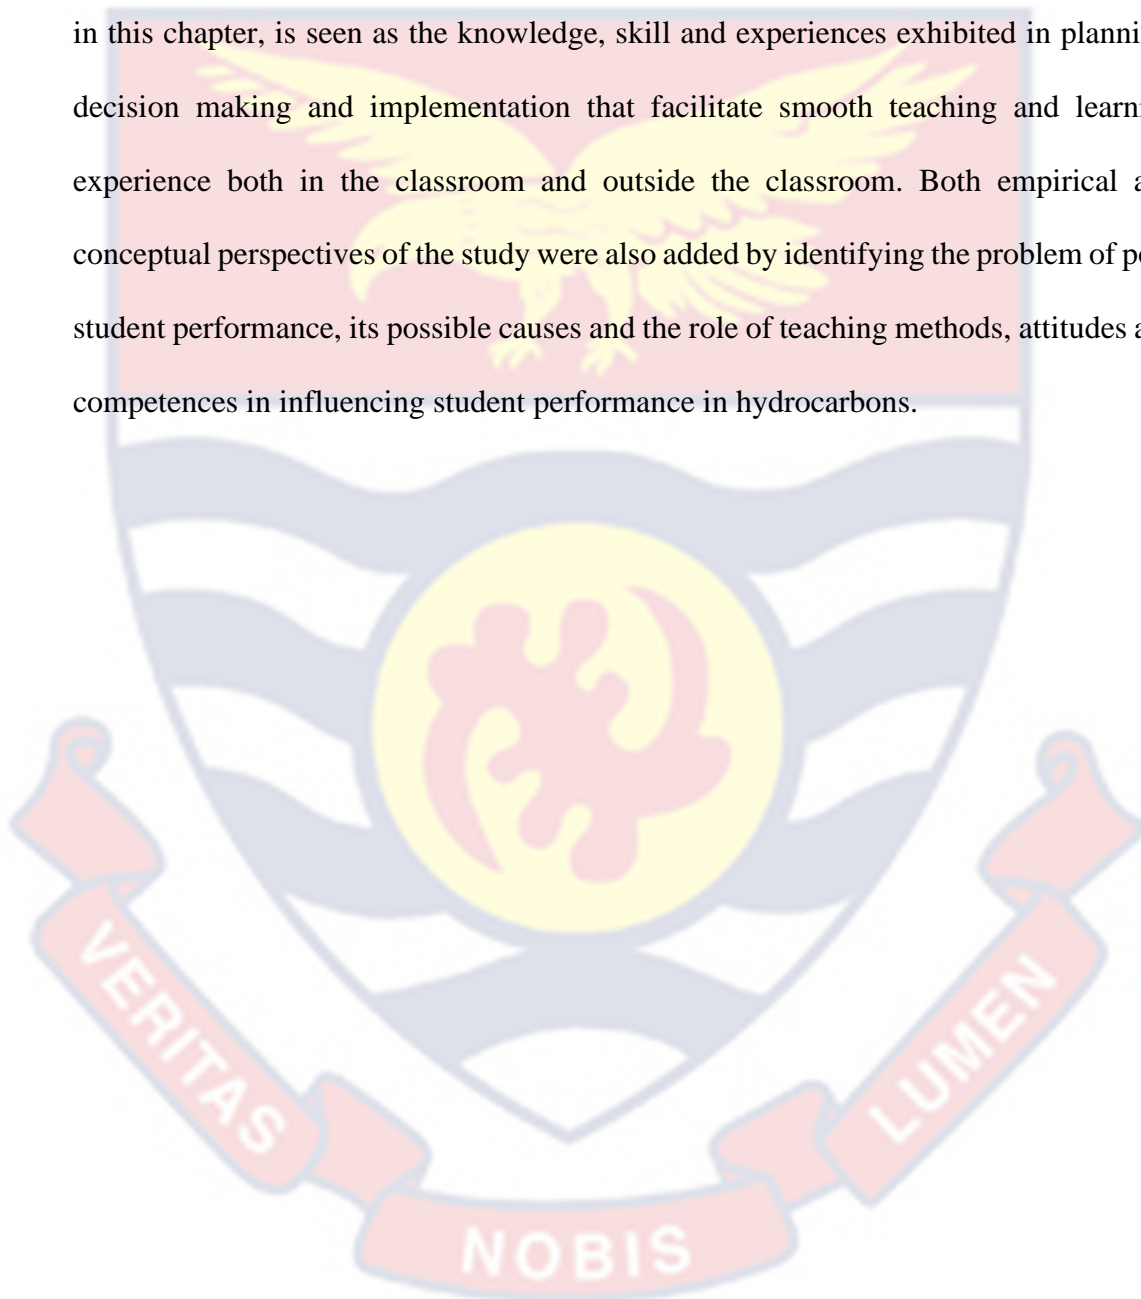 in this chapter, is seen as the knowledge, skill and experiences exhibited in planni
decision making and implementation that facilitate smooth teaching and learni
experience both in the classroom and outside the classroom. Both empirical a
conceptual perspectives of the study were also added by identifying the problem of po
student performance, its possible causes and the role of teaching methods, attitudes a
competences in influencing student performance in hydrocarbons.
VERITAS
NOBIS
LUMEN